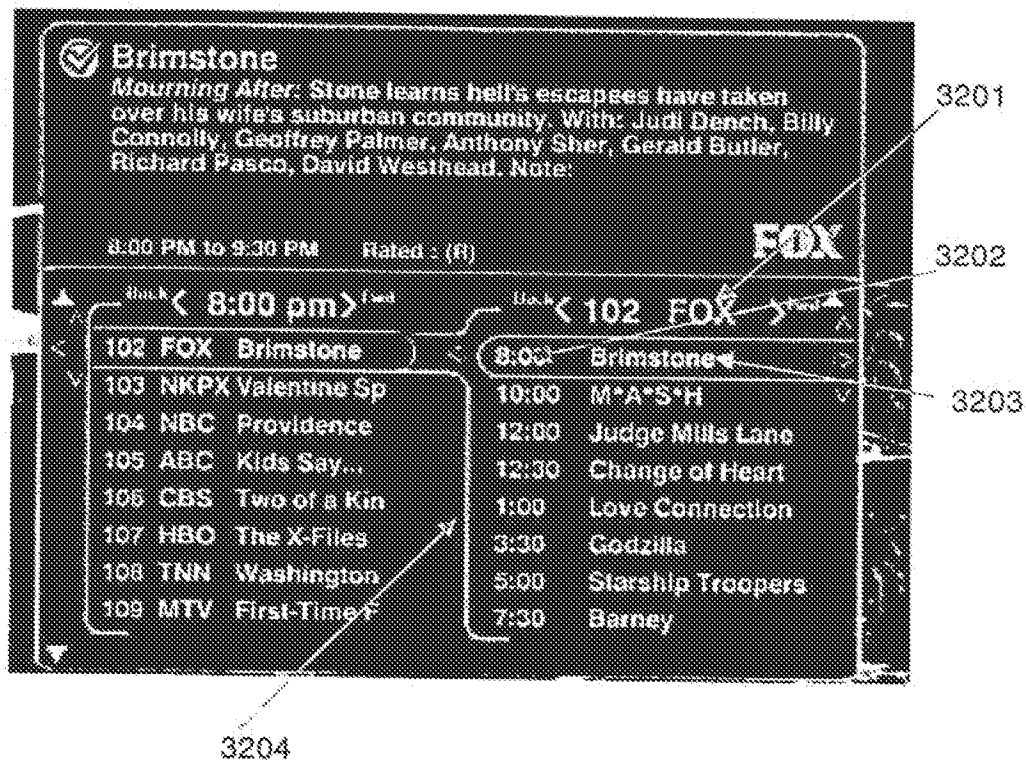 Brimstone
Mourning After: Stone learns hell's escapees have taken
over his wife's suburban community. With: Judi Dench, Billy
Connolly, Geoffrey Palmer, Anthony Sher, Gerald Butler,
Richard Pasco, David Westhead. Note:
8:00 PM to 9:30 PM Rated : (R)
FOX
Back < 8:00 pm > Fwd
102 FOX Brimstone
103 NKPX Valentine Sp
104 NBC Providence
105 ABC Kids Say...
106 CBS Two of a Kin
107 HBO The X-Files
108 TNN Washington
109 MTV First-Time F
Back < 102 FOX > Fwd
8:00 Brimstone
10:00 M*A*S*H
12:00 Judge Mills Lane
12:30 Change of Heart
1:00 Love Connection
3:30 Godzilla
5:00 Starship Troopers
7:30 Barney
3201
3202
3203
3204